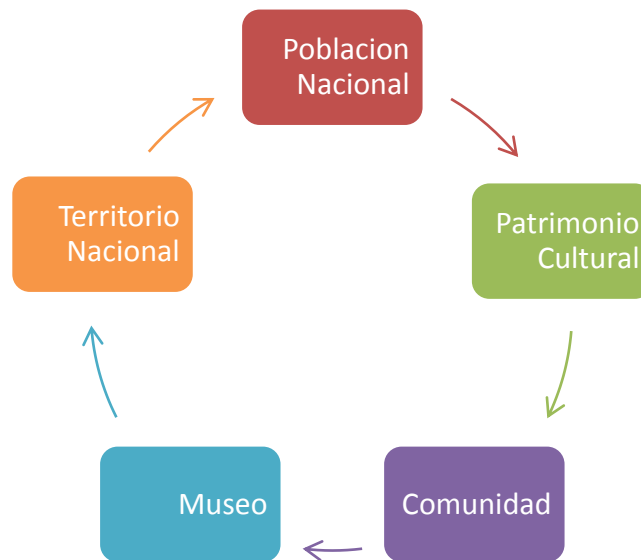 Poblacion
Nacional
Patrimonio
Cultural
Comunidad
Museo
Territorio
Nacional